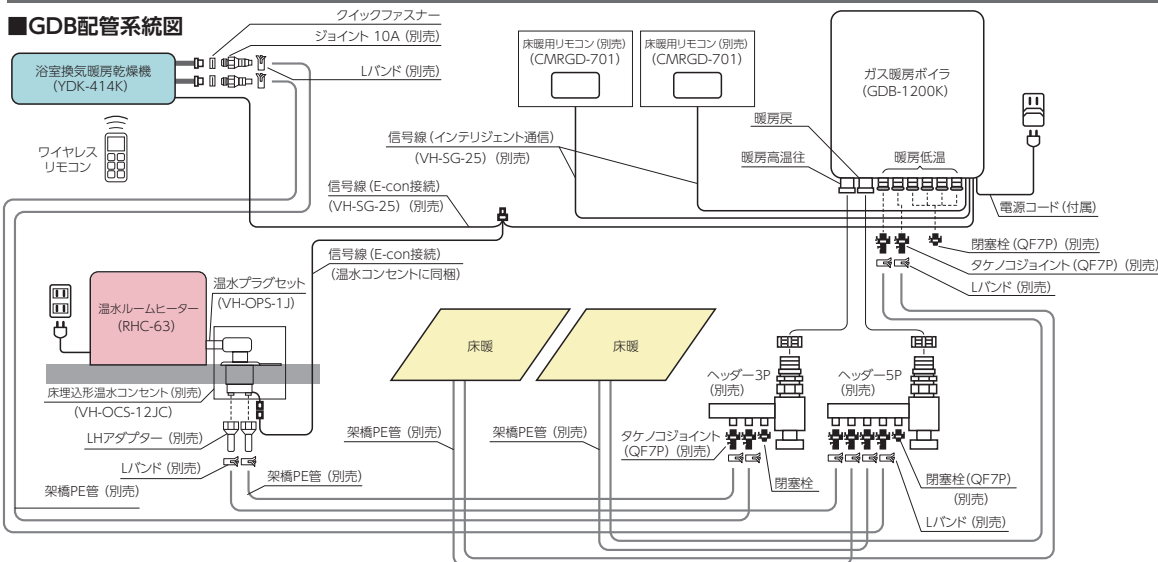 ■GDB配管系統図
クイックファスナー
ジョイント 10A (別売)
Lバンド (別売)
浴室換気暖房乾燥機
(YDK-414K)
ワイヤレス
リモコン
床暖用リモコン (別売)
(CMRGD-701)
床暖用リモコン (別売)
(CMRGD-701)
ガス暖房ボイラ
(GDB-1200K)
暖房戻
暖房高温往
暖房低温
信号線 (インテリジェント通信)
(VH-SG-25) (別売)
信号線 (E-con接続)
(VH-SG-25) (別売)
電源コード (付属)
信号線 (E-con接続)
(温水コンセントに同梱)
閉塞栓 (QF7P) (別売)
タケノコジョイント (QF7P) (別売)
Lバンド (別売)
温水プラグセット
(VH-OPS-1J)
温水ルームヒーター
(RHC-63)
床暖
床暖
ヘッダー3P
(別売)
ヘッダー5P
(別売)
床埋込形温水コンセント (別売)
(VH-OCS-12JC)
LHアダプター (別売)
Lバンド (別売)
架橋PE管 (別売)
架橋PE管 (別売)
架橋PE管 (別売)
架橋PE管 (別売)
タケノコジョイント
(QF7P) (別売)
閉塞栓
閉塞栓 (QF7P)
(別売)
Lバンド (別売)